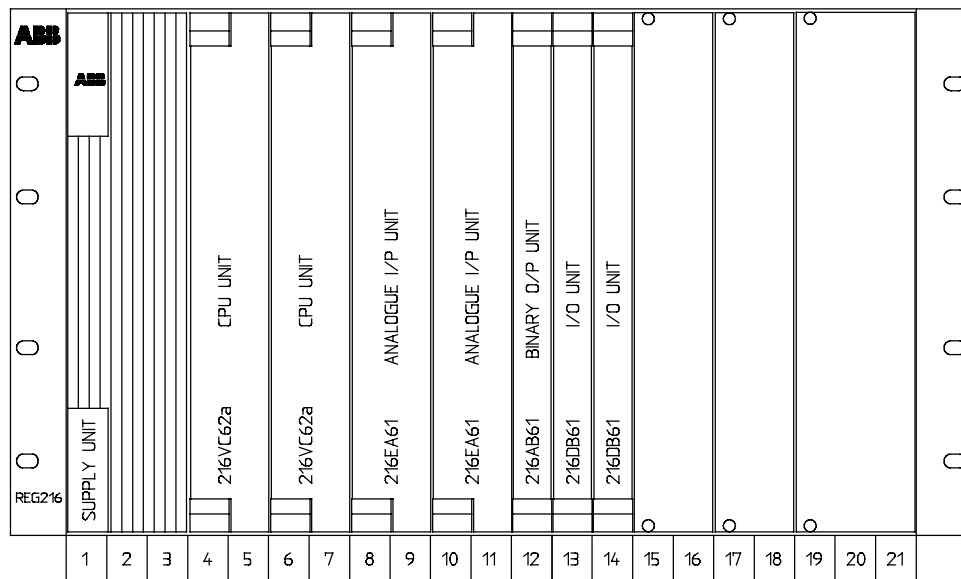 ABB
ABB
REG216
SUPPLY UNIT
216VC62a CPU UNIT
216VC62a CPU UNIT
216EA61 ANALOGUE I/P UNIT
216EA61 ANALOGUE I/P UNIT
216AB61 BINARY O/P UNIT
216DB61 I/O UNIT
216DB61 I/O UNIT
1 2 3 4 5 6 7 8 9 10 11 12 13 14 15 16 17 18 19 20 21